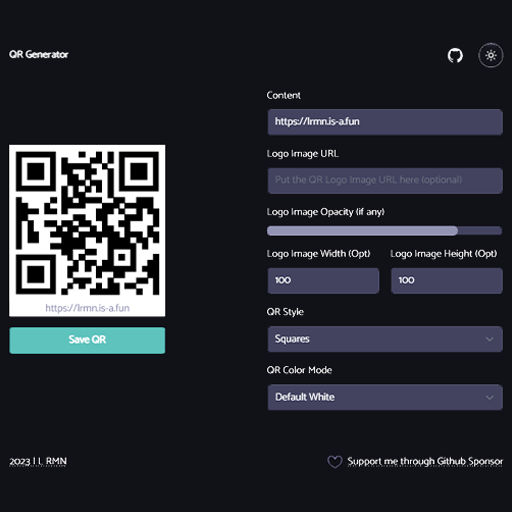 QR Generator
Content
https://lrmn.is-a.fun
Logo Image URL
Put the QR Logo Image URL here (optional)
Logo Image Opacity (if any)
Logo Image Width (Opt) Logo Image Height (Opt)
100 100
QR Style
Squares
QR Color Mode
Default White
https://lrmn.is-a.fun
Save QR
2023 | L RMN
Support me through Github Sponsor